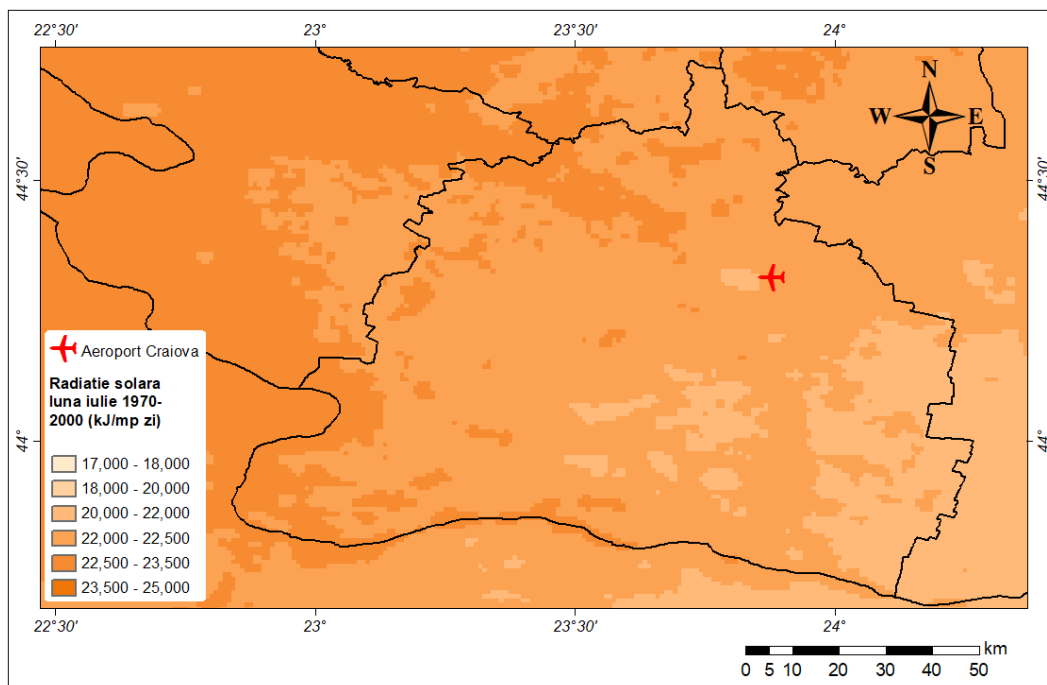 22°30' 23° 23°30' 24°
N
W E
S
44°30' 44°30'
Aeroport Craiova
Radiatie solara
luna iulie 1970-
2000 (kJ/mp zi)
44° 44°
17,000 - 18,000
18,000 - 20,000
20,000 - 22,000
22,000 - 22,500
22,500 - 23,500
23,500 - 25,000
22°30' 23° 23°30' 24°
km
0 5 10 20 30 40 50